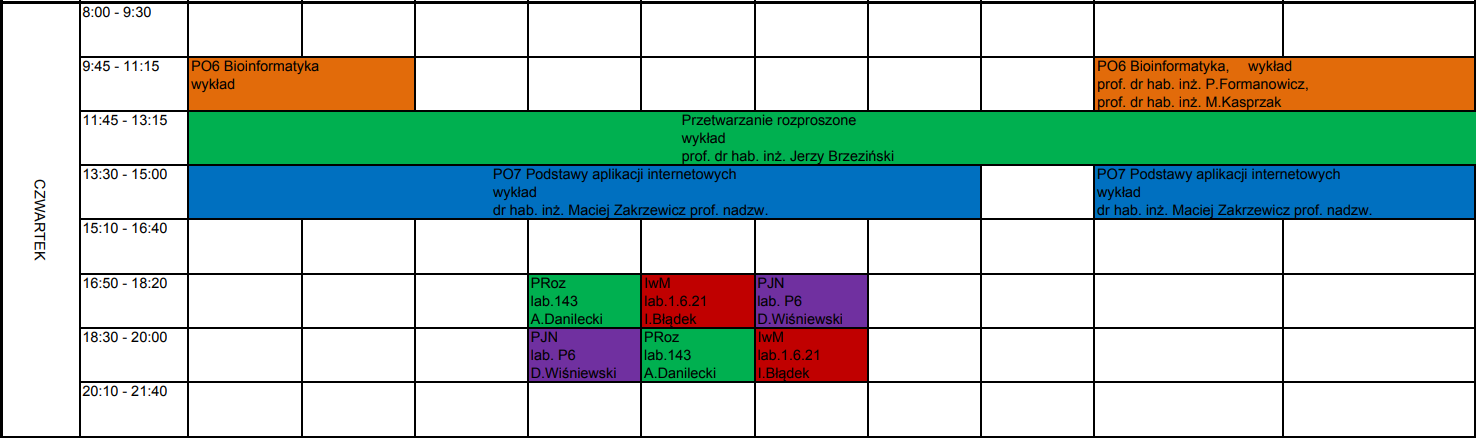 CZWARTEK
8:00 - 9:30
9:45 - 11:15
PO6 Bioinformatyka
wykład
PO6 Bioinformatyka, wykład
prof. dr hab. inż. P.Formanowicz,
prof. dr hab. inż. M.Kasprzak
11:45 - 13:15
Przetwarzanie rozproszone
wykład
prof. dr hab. inż. Jerzy Brzeziński
13:30 - 15:00
PO7 Podstawy aplikacji internetowych
wykład
dr hab. inż. Maciej Zakrzewicz prof. nadzw.
PO7 Podstawy aplikacji internetowych
wykład
dr hab. inż. Maciej Zakrzewicz prof. nadzw.
15:10 - 16:40
16:50 - 18:20
PRoz
lab.143
A.Danilecki
IwM
lab.1.6.21
I.Błądek
PJN
lab. P6
D.Wiśniewski
18:30 - 20:00
PJN
lab. P6
D.Wiśniewski
PRoz
lab.143
A.Danilecki
IwM
lab.1.6.21
I.Błądek
20:10 - 21:40